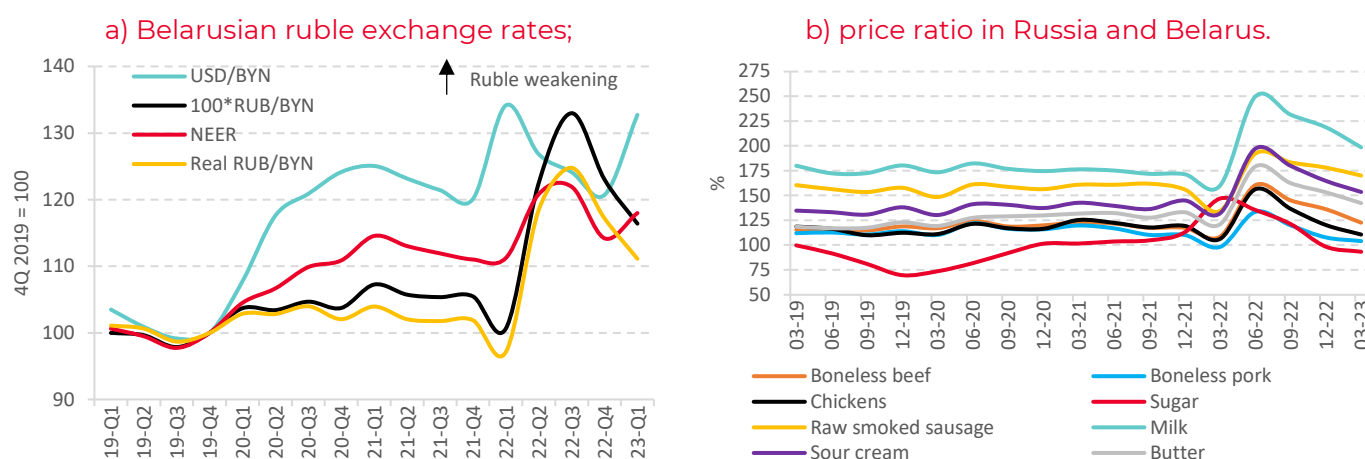 a) Belarusian ruble exchange rates;
4Q 2019 = 100
140
130
120
110
100
90
USD/BYN
100*RUB/BYN
NEER
Real RUB/BYN
Ruble weakening
19-Q1
19-Q2
19-Q3
19-Q4
20-Q1
20-Q2
20-Q3
20-Q4
21-Q1
21-Q2
21-Q3
21-Q4
22-Q1
22-Q2
22-Q3
22-Q4
23-Q1
b) price ratio in Russia and Belarus.
%
275
250
225
200
175
150
125
100
75
50
03-19
06-19
09-19
12-19
03-20
06-20
09-20
12-20
03-21
06-21
09-21
12-21
03-22
06-22
09-22
12-22
03-23
Boneless beef
Boneless pork
Chickens
Sugar
Raw smoked sausage
Milk
Sour cream
Butter